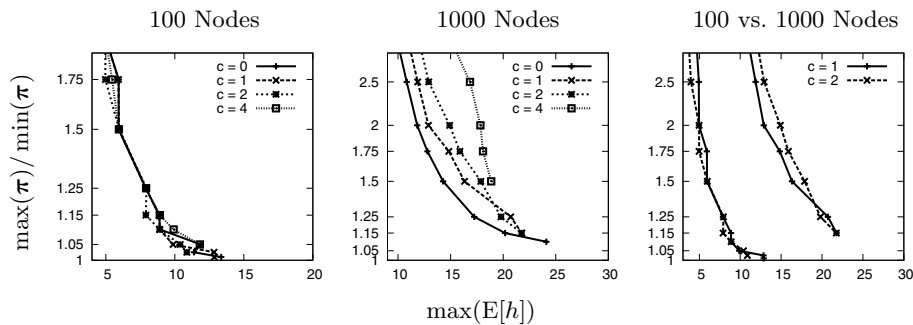 100 Nodes
1000 Nodes
100 vs. 1000 Nodes
max(π)/ min(π)
1.75
1.5
1.25
1.15
1.05
1
5
10
15
20
c = 0
c = 1
c = 2
c = 4
2.5
2
1.75
1.5
1.25
1.15
1.05
1
10
15
20
25
30
c = 0
c = 1
c = 2
c = 4
2.5
2
1.75
1.5
1.25
1.15
1.05
1
5
10
15
20
25
30
c = 1
c = 2
max(E[h])